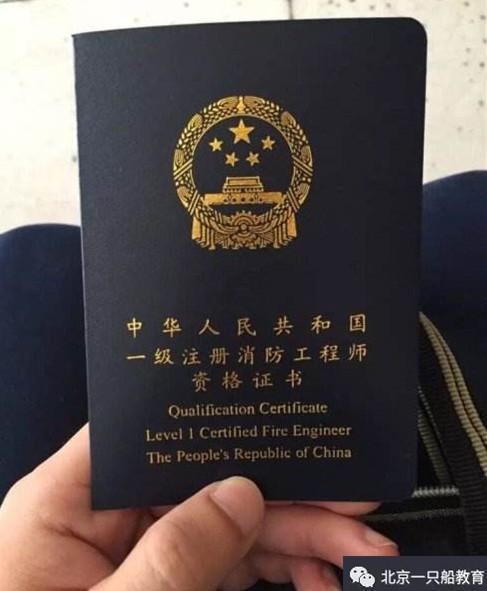 中华人民共和国
一级注册消防工程师
资格证书
Qualification Certificate
Level 1 Certified Fire Engineer
The People's Republic of China
北京一只船教育